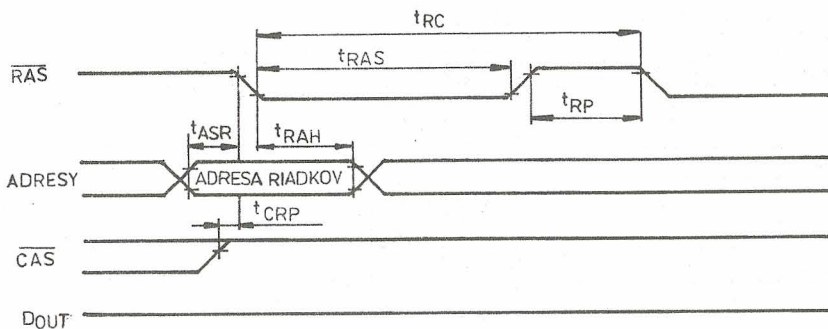 tRC
tRAS
RAS
tRP
tASR
tRAH
ADRESY
ADRESA RIADKOV
tCRP
CAS
DOUT